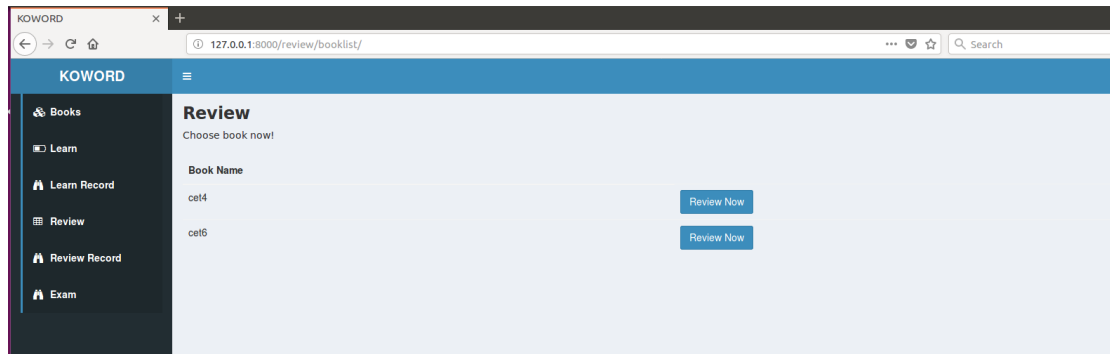 KOWORD
127.0.0.1:8000/review/booklist/
Search
KOWORD
Books
Learn
Learn Record
Review
Review Record
Exam
Review
Choose book now!
Book Name
cet4 Review Now
cet6 Review Now